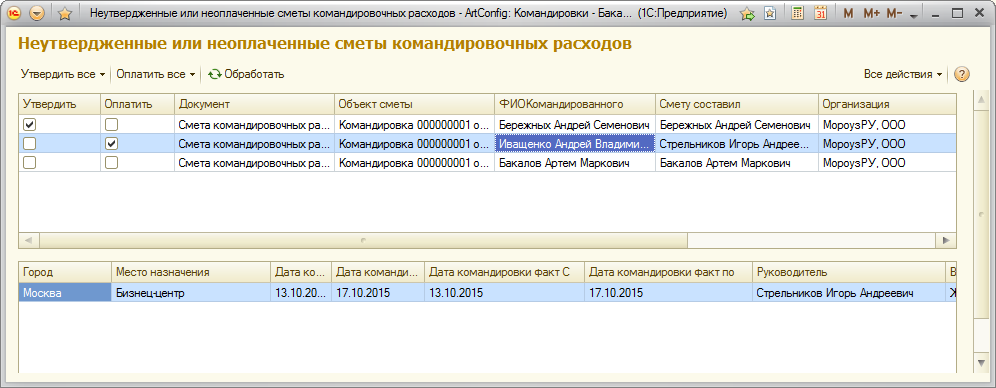 Неутвержденные или неоплаченные сметы командировочных расходов - ArtConfig: Командировки - Бака... (1С:Предприятие) M M+ M-
Неутвержденные или неоплаченные сметы командировочных расходов
Утвердить все Оплатить все Обработать Все действия ?
Утвердить Оплатить Документ Объект сметы ФИОКомандированного Смету составил Организация
Смета командировочных ра... Командировка 000000001 о... Бережных Андрей Семенович Бережных Андрей Семенович МороузРУ, ООО
Смета командировочных ра... Командировка 000000001 о... Иващенко Андрей Владими... Стрельников Игорь Андрее... МороузРУ, ООО
Смета командировочных ра... Командировка 000000001 о... Бакалов Артем Маркович Бакалов Артем Маркович МороузРУ, ООО
Город Место назначения Дата ко... Дата команди... Дата командировки факт С Дата командировки факт по Руководитель В
Москва Бизнец-центр 13.10.20... 17.10.2015 13.10.2015 17.10.2015 Стрельников Игорь Андреевич Ж